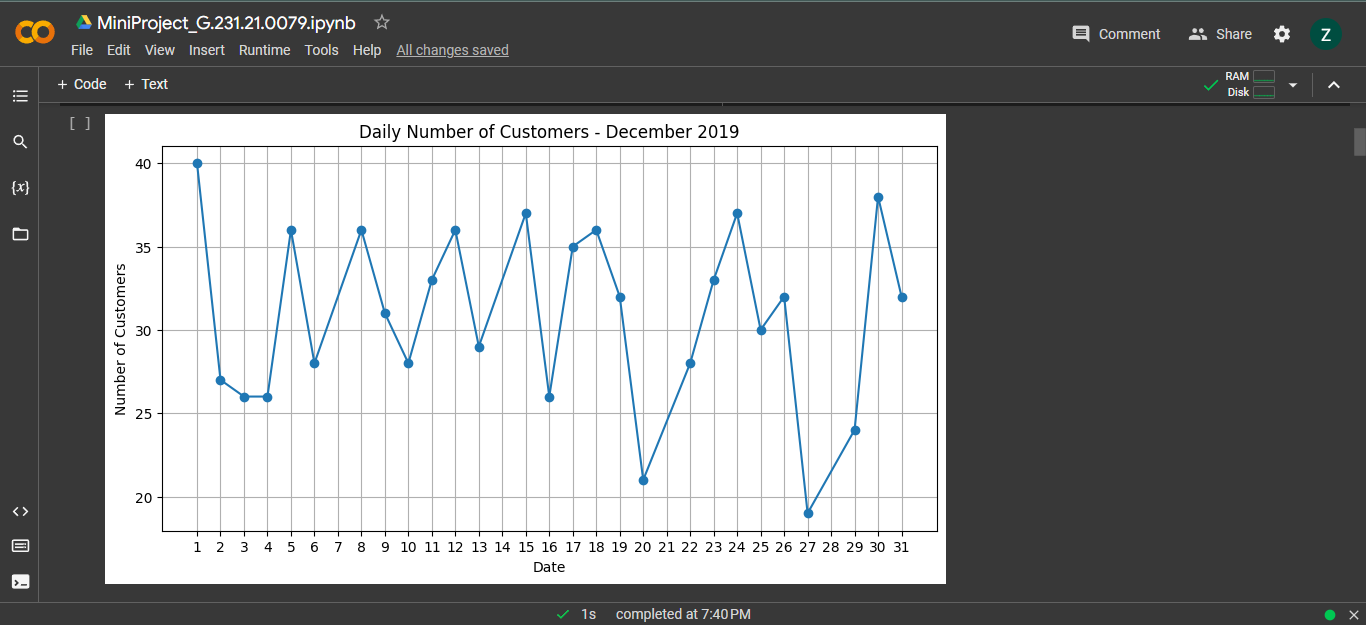 MiniProject_G.231.21.0079.ipynb
File Edit View Insert Runtime Tools Help All changes saved
Comment Share Z
+ Code + Text
RAM
Disk
{x}
[ ]
Daily Number of Customers - December 2019
Number of Customers
40
35
30
25
20
1 2 3 4 5 6 7 8 9 10 11 12 13 14 15 16 17 18 19 20 21 22 23 24 25 26 27 28 29 30 31
Date
1s completed at 7:40 PM